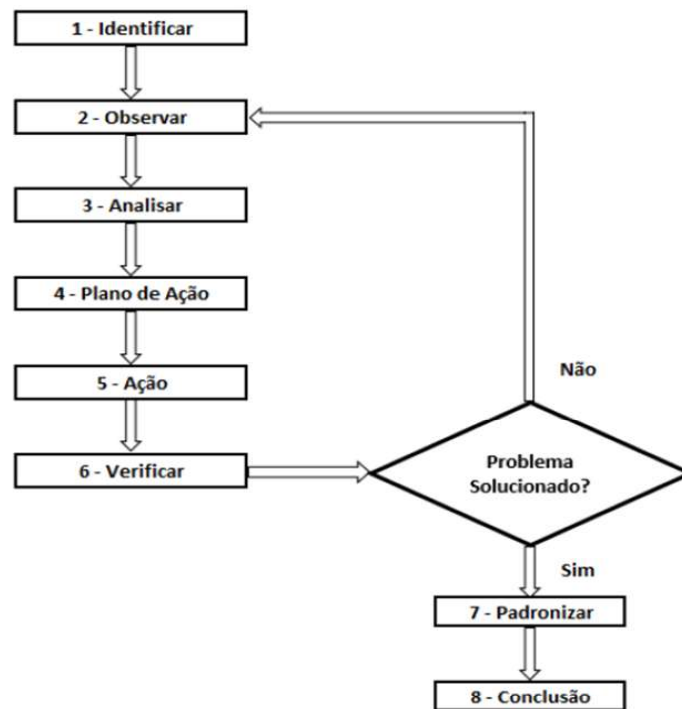 1 - Identificar
2 - Observar
3 - Analisar
4 - Plano de Ação
5 - Ação
6 - Verificar
Não
Problema
Solucionado?
Sim
7 - Padronizar
8 - Conclusão